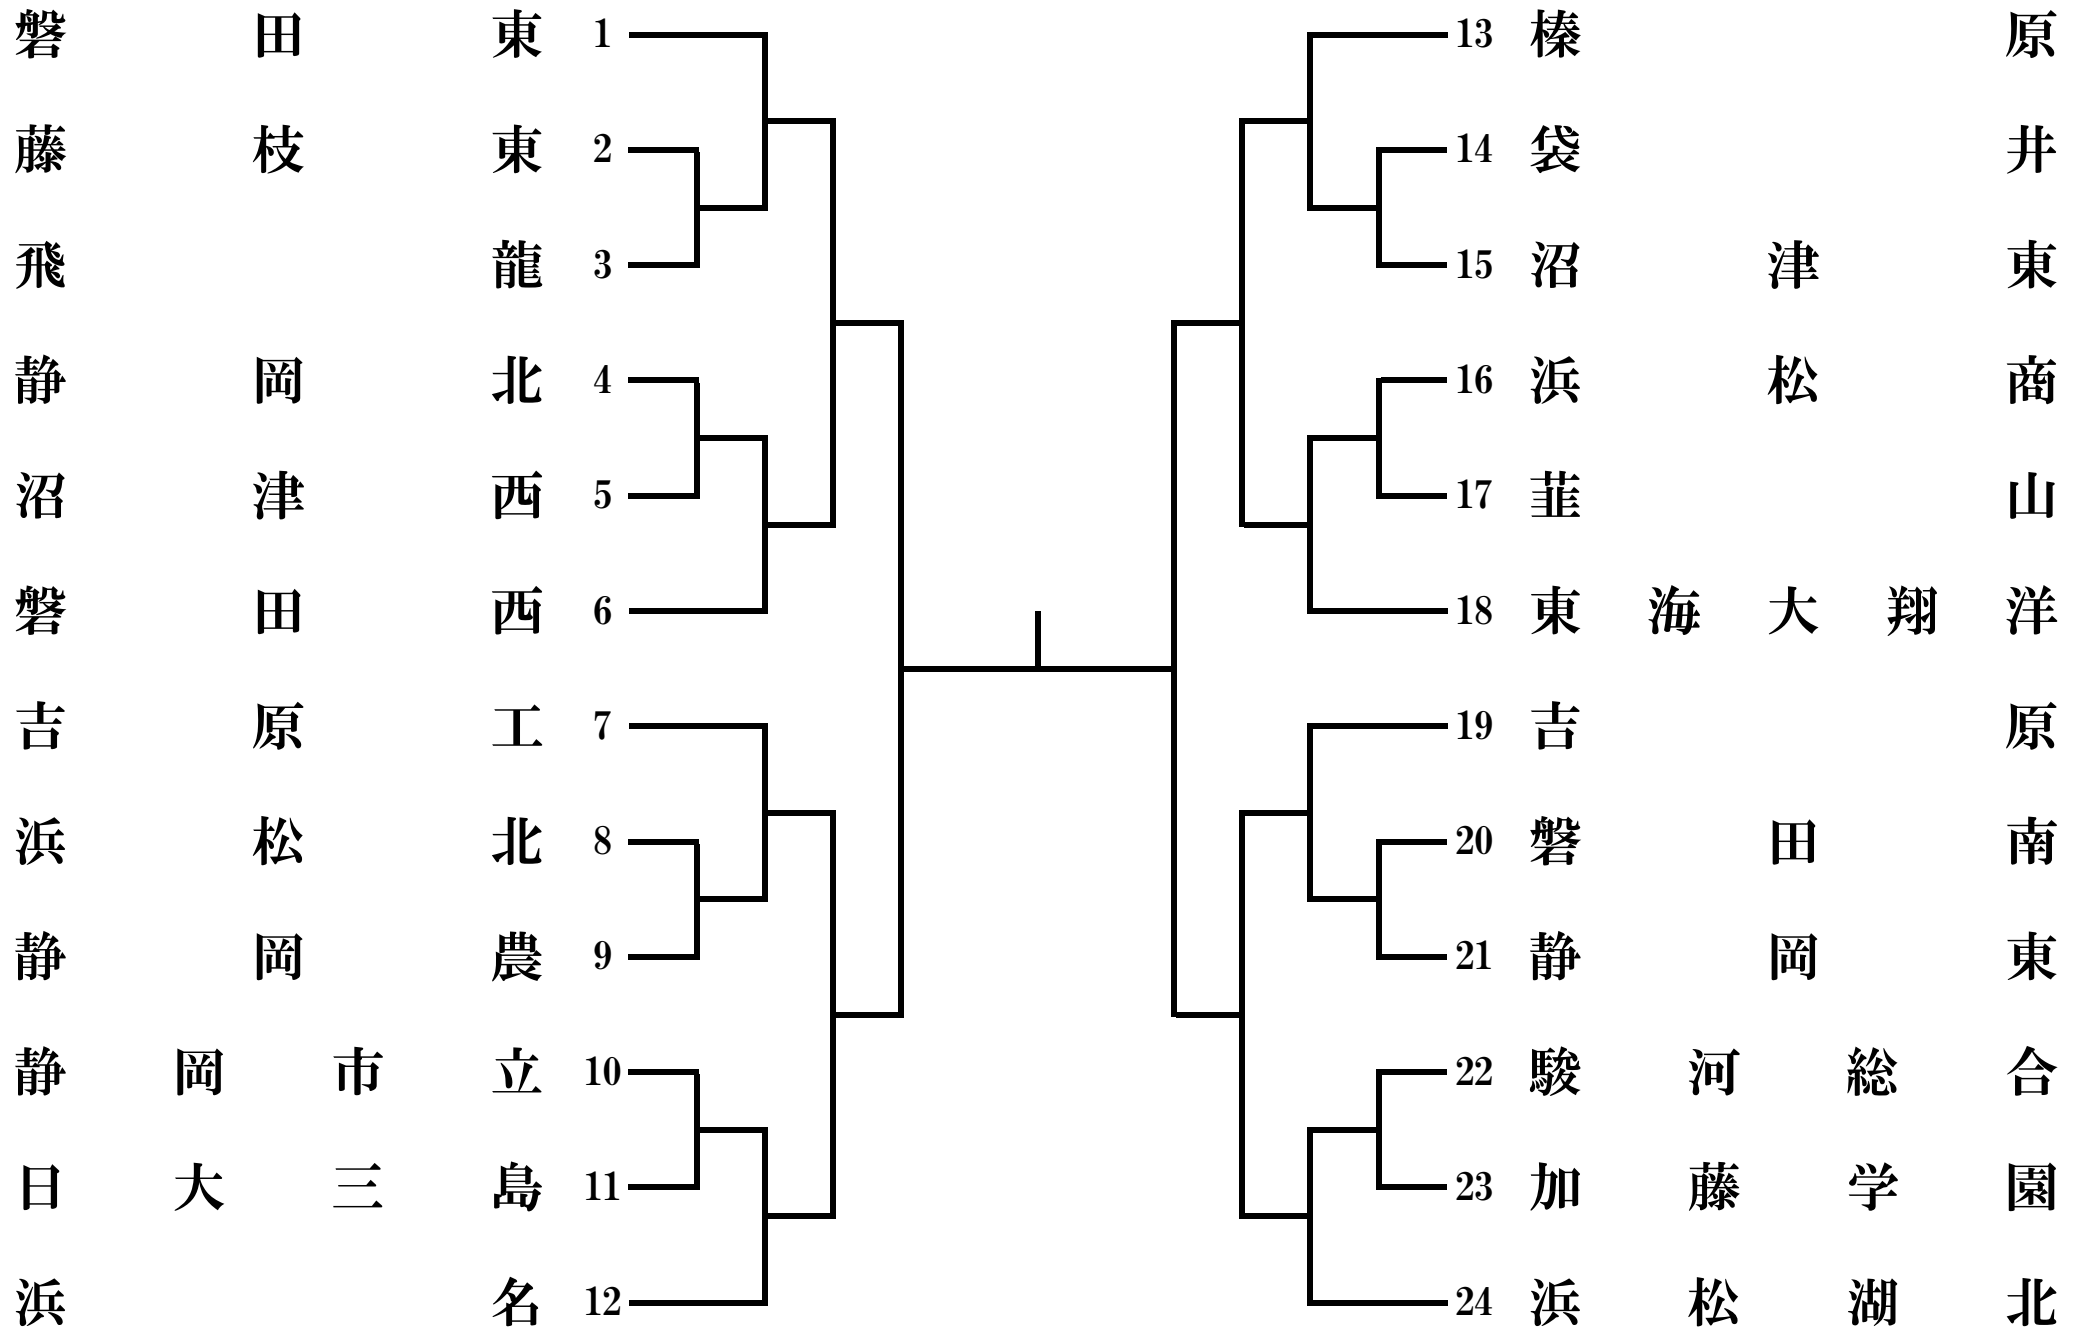 磐田東 1
藤枝東 2
飛龍 3
静岡北 4
沼津西 5
磐田西 6
吉原工 7
浜松北 8
静岡農 9
静岡市立 10
日大三島 11
浜名 12
13 榛原
14 袋井
15 沼津東
16 浜松商
17 韮山
18 東海大翔洋
19 吉原
20 磐田南
21 静岡東
22 駿河総合
23 加藤学園
24 浜松湖北